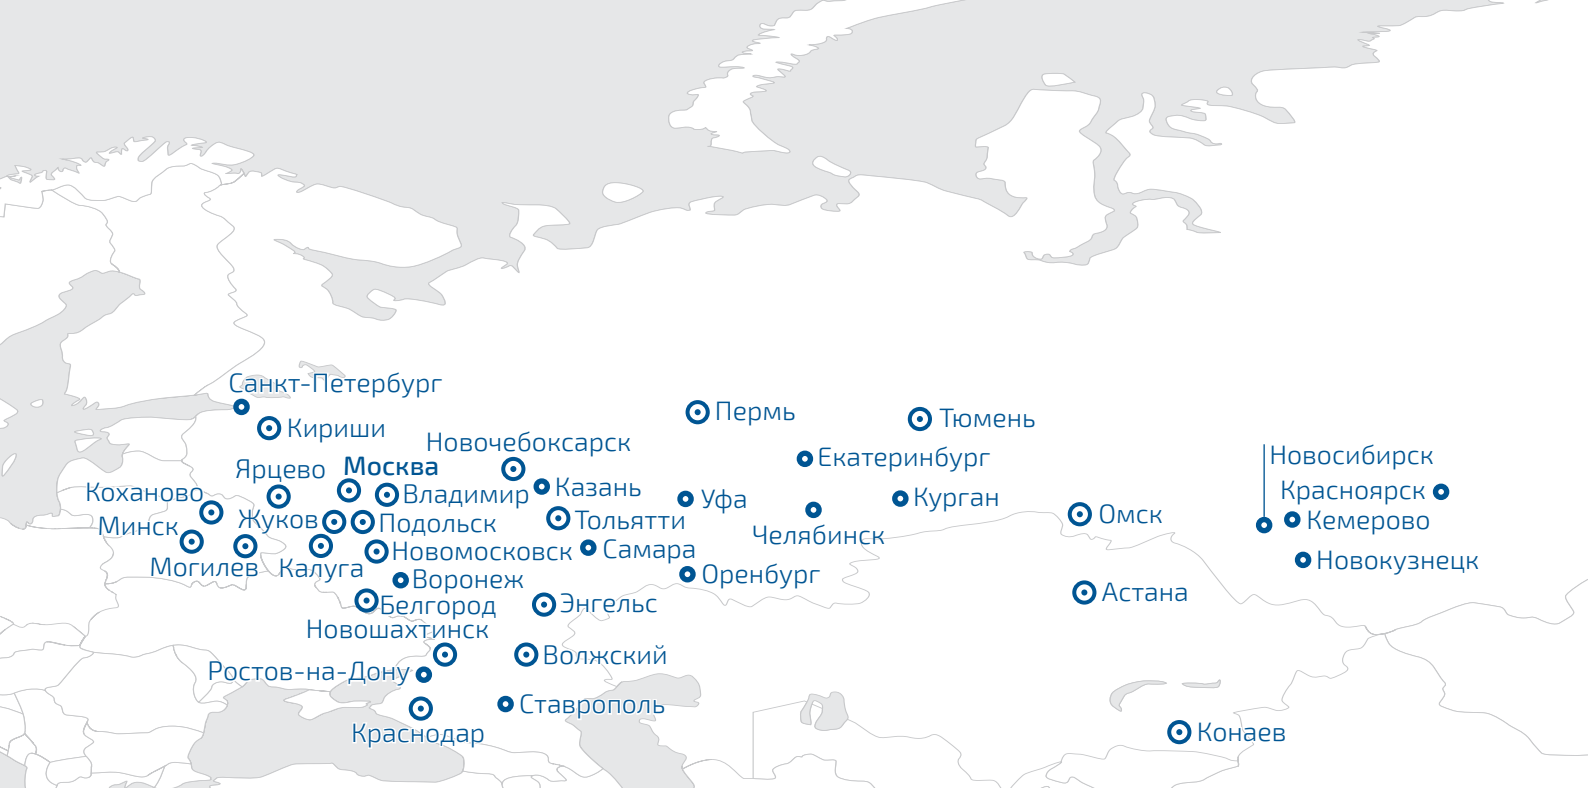 Санкт-Петербург
Кириши
Пермь
Тюмень
Новочебоксарск
Екатеринбург
Новосибирск
Ярцево
Москва
Владимир
Казань
Уфа
Курган
Красноярск
Коханово
Минск
Жуков
Подольск
Тольятти
Челябинск
Омск
Кемерово
Могилев
Калуга
Новомосковск
Самара
Новокузнецк
Воронеж
Оренбург
Белгород
Энгельс
Астана
Новошахтинск
Волжский
Ростов-на-Дону
Ставрополь
Краснодар
Конаев